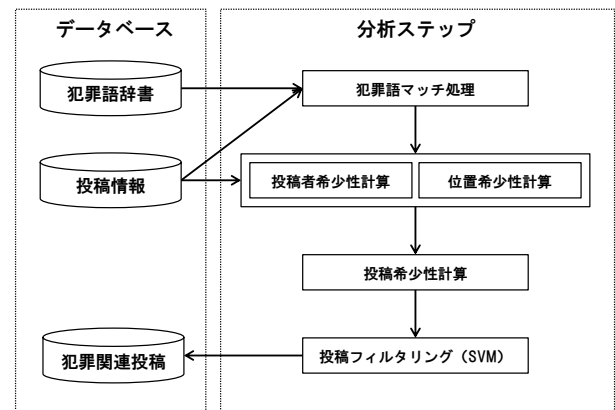 データベース
分析ステップ
犯罪語辞書
犯罪語マッチ処理
投稿情報
投稿者希少性計算
位置希少性計算
投稿希少性計算
犯罪関連投稿
投稿フィルタリング（SVM）